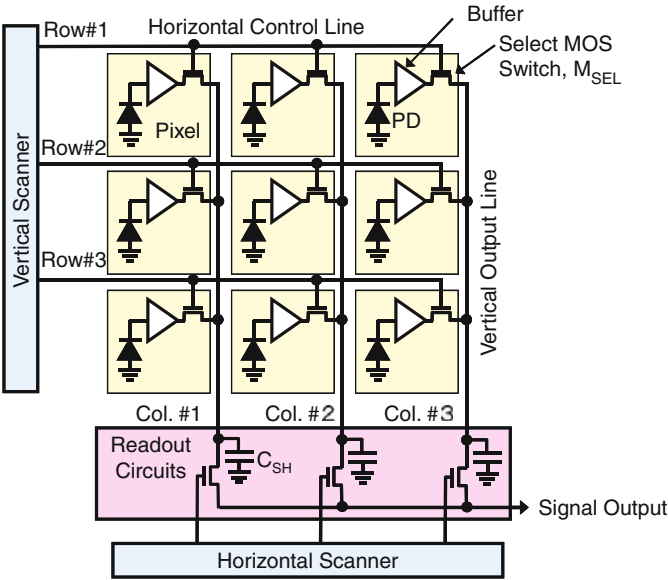 Row#1
Horizontal Control Line
Buffer
Select MOS
Switch, MSEL
Pixel
PD
Row#2
Vertical Scanner
Row#3
Vertical Output Line
Col. #1
Col. #2
Col. #3
Readout
Circuits
CSH
Signal Output
Horizontal Scanner